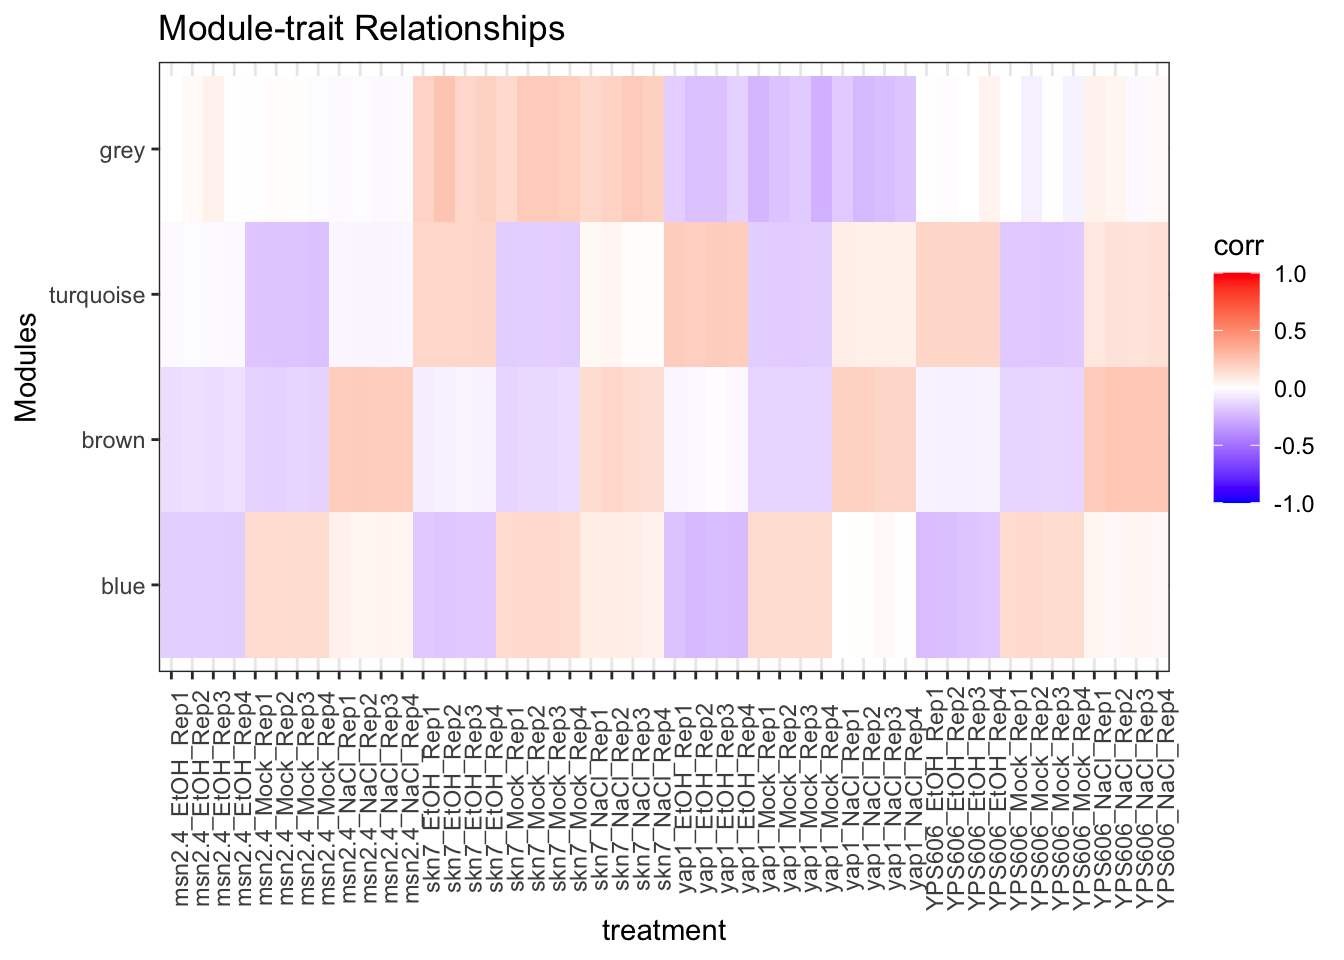 Module-trait Relationships
Modules
grey
turquoise
brown
blue
msn2.4_EtOH_Rep1
msn2.4_EtOH_Rep2
msn2.4_EtOH_Rep3
msn2.4_EtOH_Rep4
msn2.4_Mock_Rep1
msn2.4_Mock_Rep2
msn2.4_Mock_Rep3
msn2.4_Mock_Rep4
msn2.4_NaCl_Rep1
msn2.4_NaCl_Rep2
msn2.4_NaCl_Rep3
msn2.4_NaCl_Rep4
skn7_EtOH_Rep1
skn7_EtOH_Rep2
skn7_EtOH_Rep3
skn7_EtOH_Rep4
skn7_Mock_Rep1
skn7_Mock_Rep2
skn7_Mock_Rep3
skn7_Mock_Rep4
skn7_NaCl_Rep1
skn7_NaCl_Rep2
skn7_NaCl_Rep3
skn7_NaCl_Rep4
yap1_EtOH_Rep1
yap1_EtOH_Rep2
yap1_EtOH_Rep3
yap1_EtOH_Rep4
yap1_Mock_Rep1
yap1_Mock_Rep2
yap1_Mock_Rep3
yap1_Mock_Rep4
yap1_NaCl_Rep1
yap1_NaCl_Rep2
yap1_NaCl_Rep3
yap1_NaCl_Rep4
YPS606_EtOH_Rep1
YPS606_EtOH_Rep2
YPS606_EtOH_Rep3
YPS606_EtOH_Rep4
YPS606_Mock_Rep1
YPS606_Mock_Rep2
YPS606_Mock_Rep3
YPS606_Mock_Rep4
YPS606_NaCl_Rep1
YPS606_NaCl_Rep2
YPS606_NaCl_Rep3
YPS606_NaCl_Rep4
treatment
corr
1.0
0.5
0.0
-0.5
-1.0